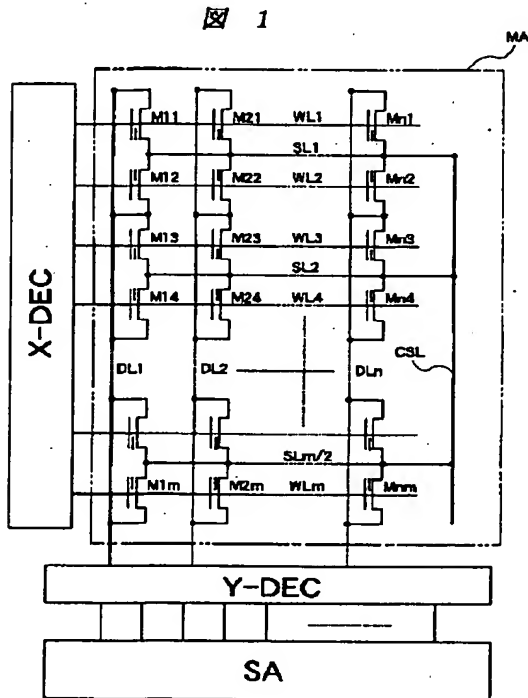 図 1
MA
M11 M21 WL1 Mn1
SL1
M12 M22 WL2 Mn2
M13 M23 WL3 Mn3
SL2
M14 M24 WL4 Mn4
X-DEC
DL1 DL2 DLn CSL
SLm/2
M1m M2m WLm Mnm
Y-DEC
SA